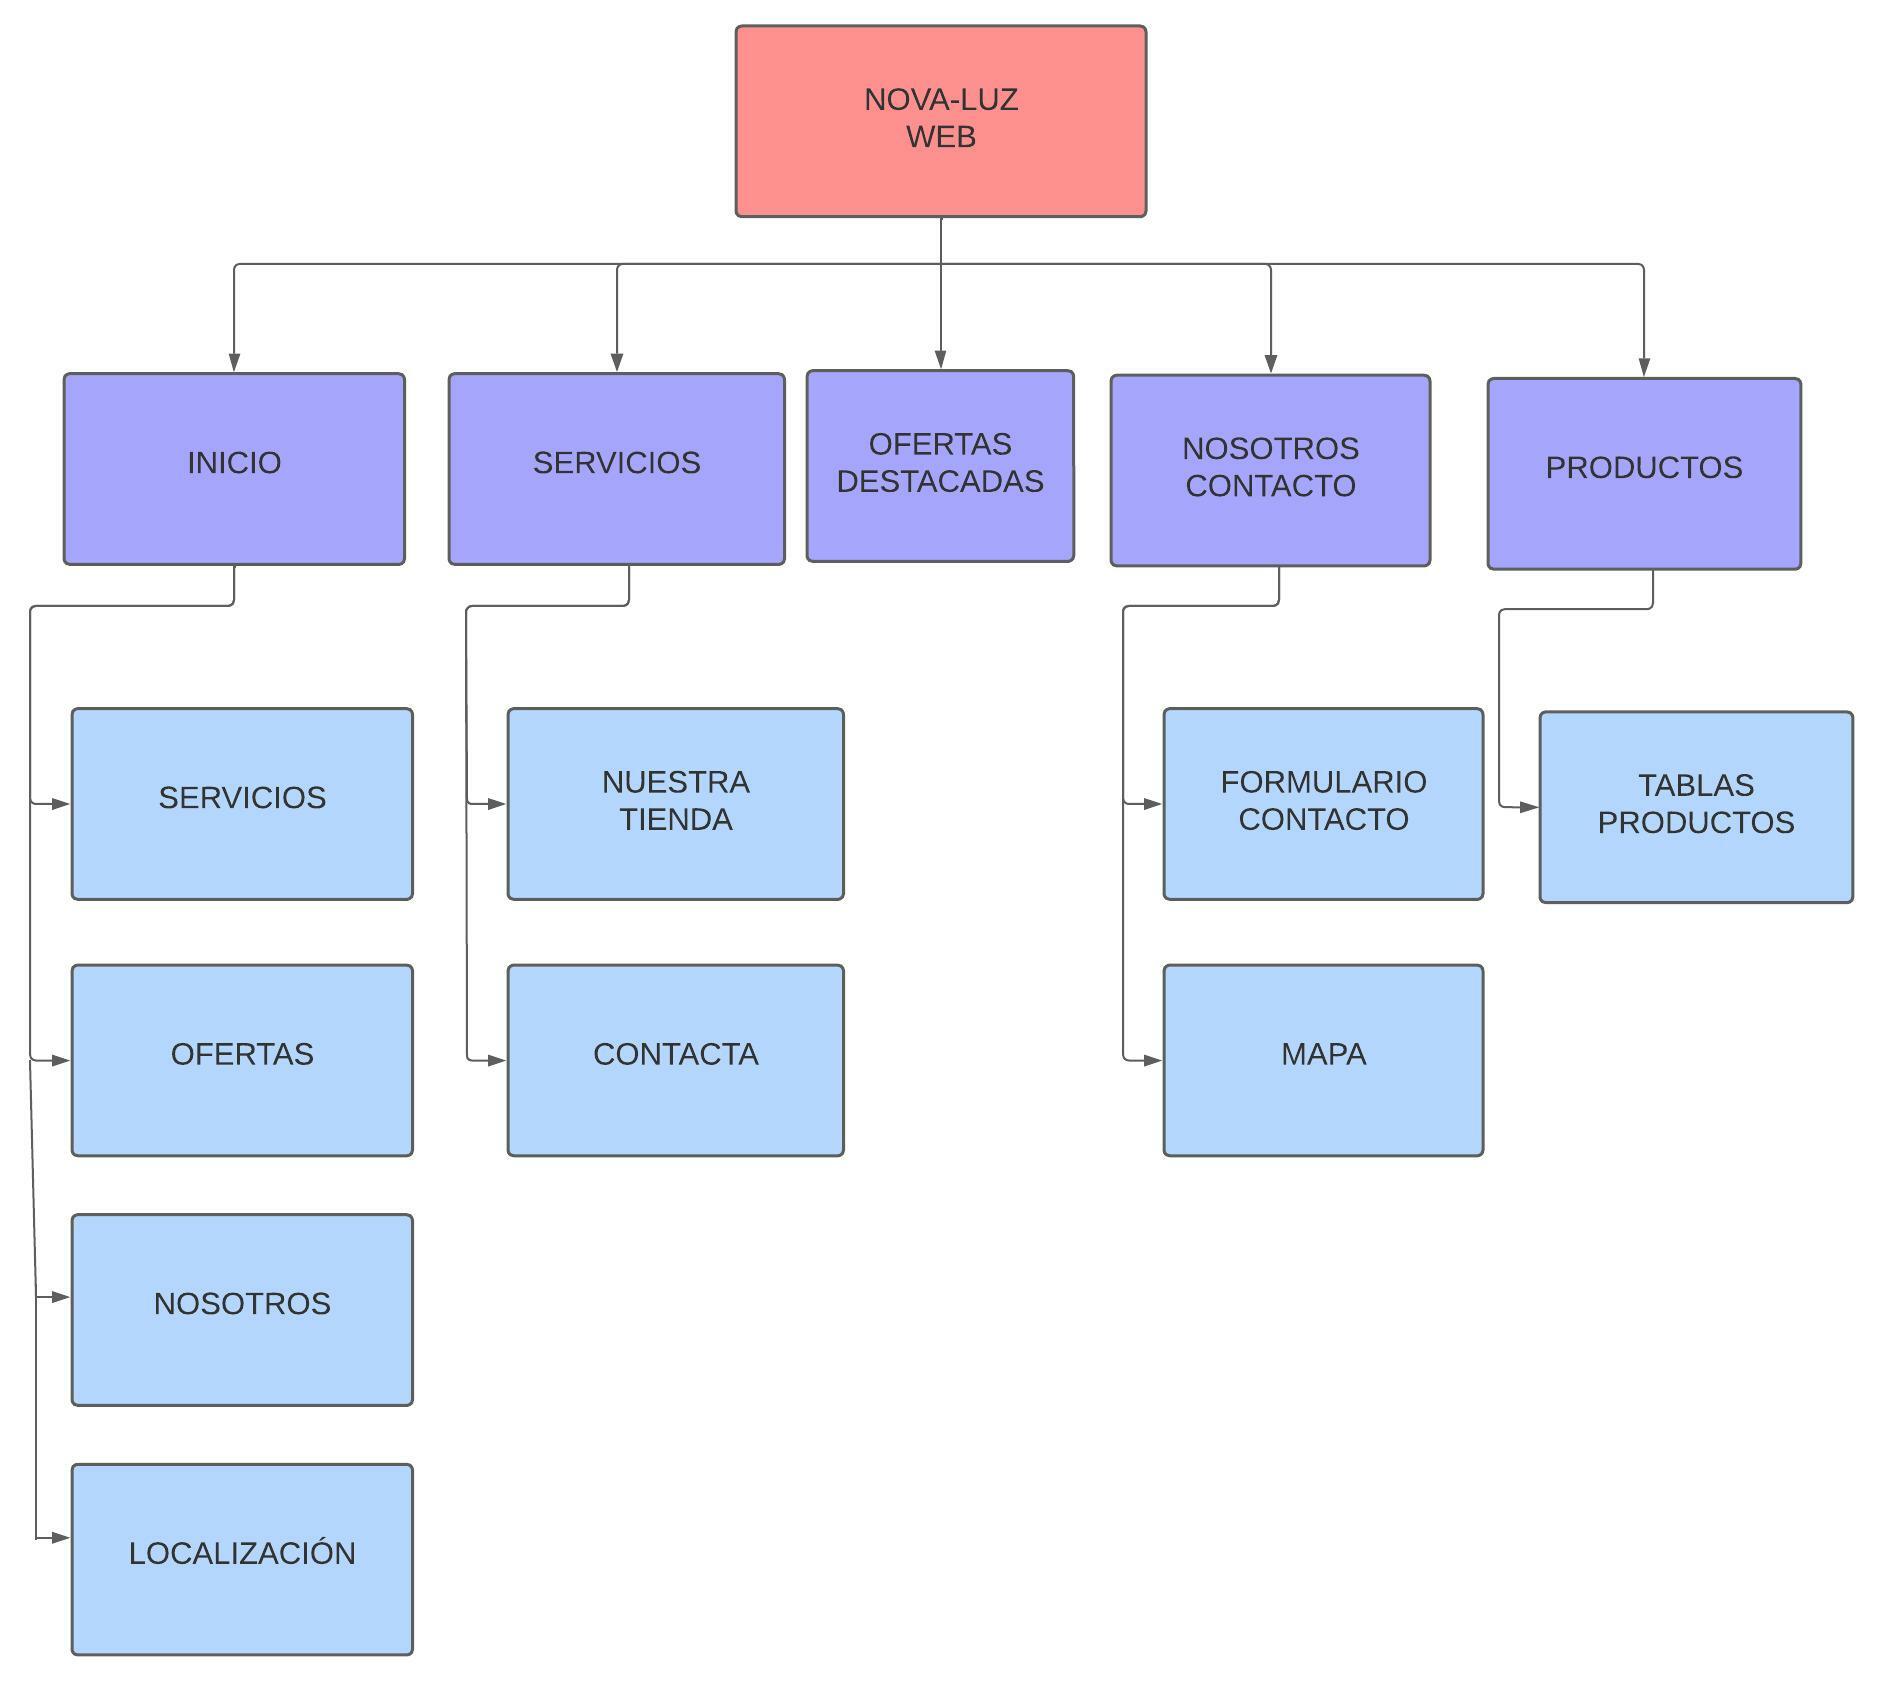 NOVA-LUZ
WEB
INICIO
SERVICIOS
OFERTAS
DESTACADAS
NOSOTROS
CONTACTO
PRODUCTOS
SERVICIOS
NUESTRA
TIENDA
FORMULARIO
CONTACTO
TABLAS
PRODUCTOS
OFERTAS
CONTACTA
MAPA
NOSOTROS
LOCALIZACIÓN